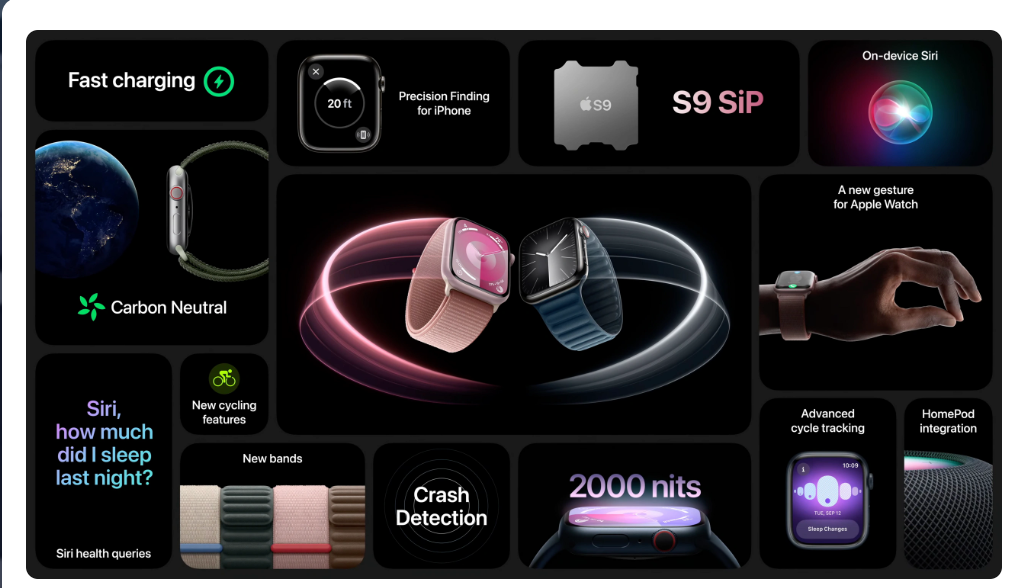 Fast charging
20 ft
Precision Finding
for iPhone
S9
S9 SiP
On-device Siri
Carbon Neutral
A new gesture
for Apple Watch
Siri,
how much
did I sleep
last night?
Siri health queries
New cycling
features
New bands
Crash
Detection
2000 nits
Advanced
cycle tracking
10:09
TUE, SEP 12
Sleep Changes
HomePod
integration